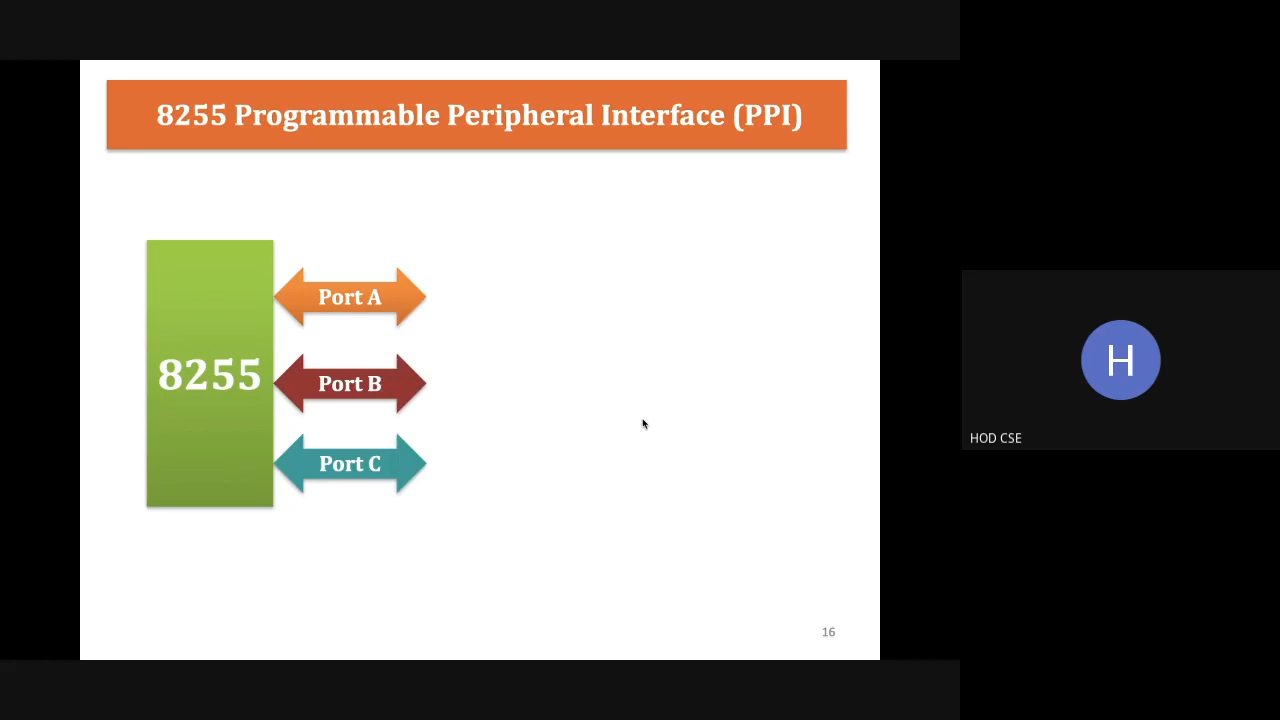 8255 Programmable Peripheral Interface (PPI)
8255
Port A
Port B
Port C
16
H
HOD CSE